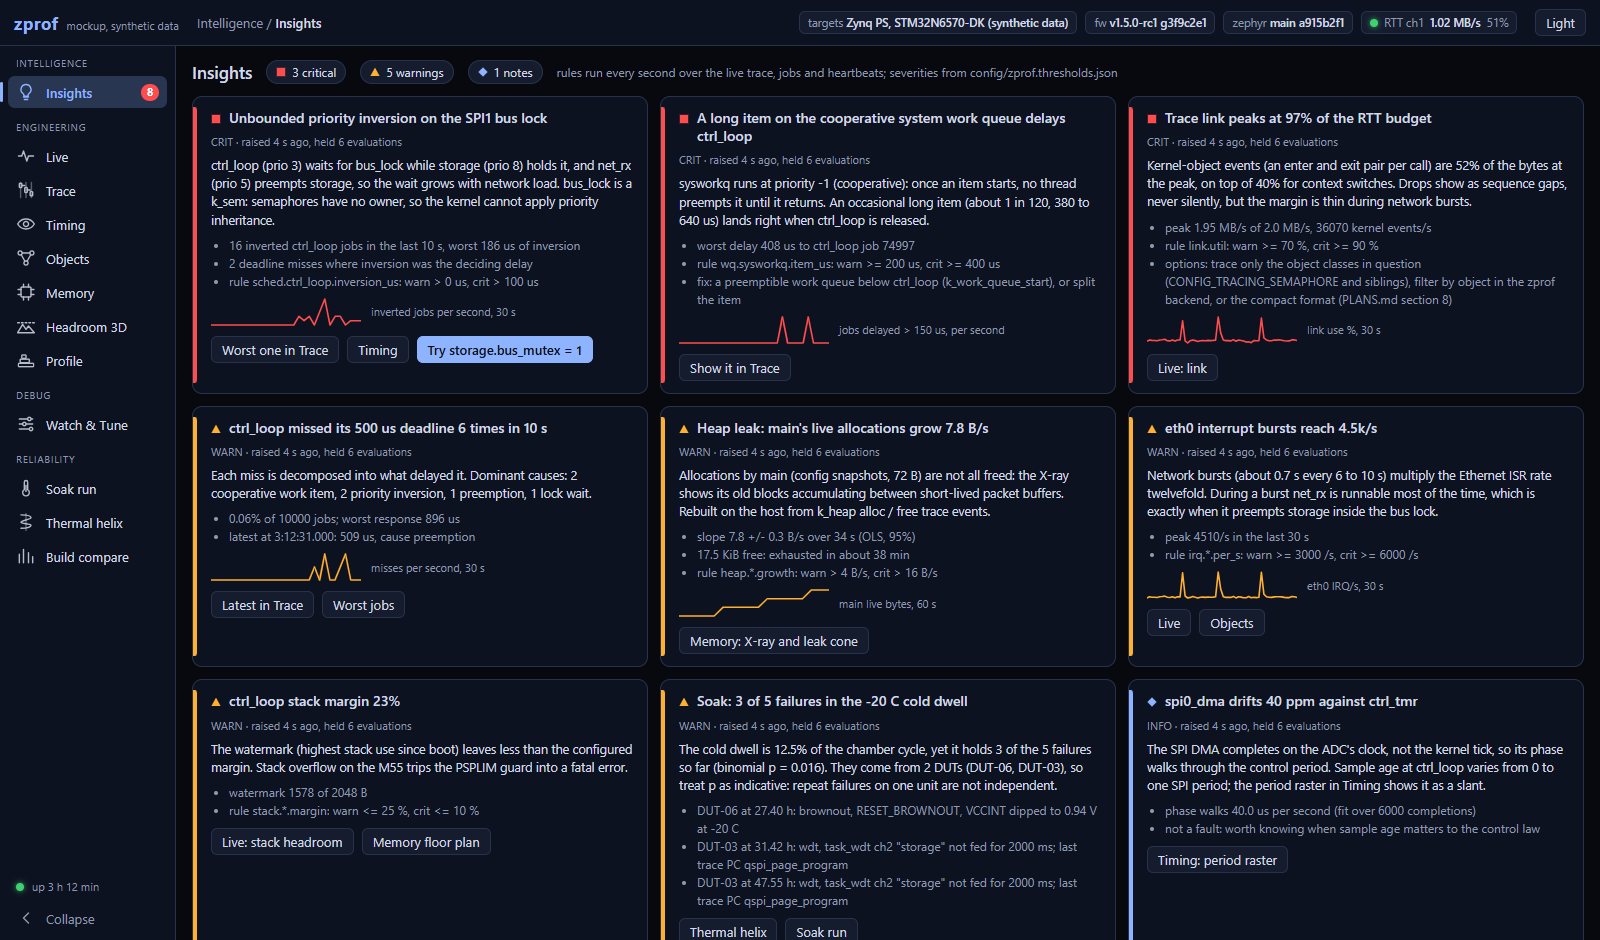 zprof mockup, synthetic data
Intelligence / Insights
targets Zynq PS, STM32N6570-DK (synthetic data)
fw v1.5.0-rc1 g3f9c2e1
zephyr main a915b2f1
RTT ch1 1.02 MB/s 51%
Light
INTELLIGENCE
Insights 8
ENGINEERING
Live
Trace
Timing
Objects
Memory
Headroom 3D
Profile
DEBUG
Watch & Tune
RELIABILITY
Soak run
Thermal helix
Build compare
up 3 h 12 min
Collapse
Insights
3 critical
5 warnings
1 notes
rules run every second over the live trace, jobs and heartbeats; severities from config/zprof.thresholds.json
Unbounded priority inversion on the SPI1 bus lock
CRIT · raised 4 s ago, held 6 evaluations
ctrl_loop (prio 3) waits for bus_lock while storage (prio 8) holds it, and net_rx
(prio 5) preempts storage, so the wait grows with network load. bus_lock is a
k_sem: semaphores have no owner, so the kernel cannot apply priority
inheritance.
• 16 inverted ctrl_loop jobs in the last 10 s, worst 186 us of inversion
• 2 deadline misses where inversion was the deciding delay
• rule sched.ctrl_loop.inversion_us: warn > 0 us, crit > 100 us
inverted jobs per second, 30 s
Worst one in Trace
Timing
Try storage.bus_mutex = 1
A long item on the cooperative system work queue delays
ctrl_loop
CRIT · raised 4 s ago, held 6 evaluations
sysworkq runs at priority -1 (cooperative): once an item starts, no thread
preempts it until it returns. An occasional long item (about 1 in 120, 380 to
640 us) lands right when ctrl_loop is released.
• worst delay 408 us to ctrl_loop job 74997
• rule wq.sysworkq.item_us: warn >= 200 us, crit >= 400 us
• fix: a preemptible work queue below ctrl_loop (k_work_queue_start), or split
the item
jobs delayed > 150 us, per second
Show it in Trace
Trace link peaks at 97% of the RTT budget
CRIT · raised 4 s ago, held 6 evaluations
Kernel-object events (an enter and exit pair per call) are 52% of the bytes at
the peak, on top of 40% for context switches. Drops show as sequence gaps,
never silently, but the margin is thin during network bursts.
• peak 1.95 MB/s of 2.0 MB/s, 36070 kernel events/s
• rule link.util: warn >= 70 %, crit >= 90 %
• options: trace only the object classes in question
(CONFIG_TRACING_SEMAPHORE and siblings), filter by object in the zprof
backend, or the compact format (PLANS.md section 8)
link use %, 30 s
Live: link
ctrl_loop missed its 500 us deadline 6 times in 10 s
WARN · raised 4 s ago, held 6 evaluations
Each miss is decomposed into what delayed it. Dominant causes: 2
cooperative work item, 2 priority inversion, 1 preemption, 1 lock wait.
• 0.06% of 10000 jobs; worst response 896 us
• latest at 3:12:31.000: 509 us, cause preemption
misses per second, 30 s
Latest in Trace
Worst jobs
Heap leak: main's live allocations grow 7.8 B/s
WARN · raised 4 s ago, held 6 evaluations
Allocations by main (config snapshots, 72 B) are not all freed: the X-ray
shows its old blocks accumulating between short-lived packet buffers.
Rebuilt on the host from k_heap alloc / free trace events.
• slope 7.8 +/- 0.3 B/s over 34 s (OLS, 95%)
• 17.5 KiB free: exhausted in about 38 min
• rule heap.*.growth: warn > 4 B/s, crit > 16 B/s
main live bytes, 60 s
Memory: X-ray and leak cone
eth0 interrupt bursts reach 4.5k/s
WARN · raised 4 s ago, held 6 evaluations
Network bursts (about 0.7 s every 6 to 10 s) multiply the Ethernet ISR rate
twelvefold. During a burst net_rx is runnable most of the time, which is
exactly when it preempts storage inside the bus lock.
• peak 4510/s in the last 30 s
• rule irq.*.per_s: warn >= 3000 /s, crit >= 6000 /s
eth0 IRQ/s, 30 s
Live
Objects
ctrl_loop stack margin 23%
WARN · raised 4 s ago, held 6 evaluations
The watermark (highest stack use since boot) leaves less than the configured
margin. Stack overflow on the M55 trips the PSPLIM guard into a fatal error.
• watermark 1578 of 2048 B
• rule stack.*.margin: warn <= 25 %, crit <= 10 %
Live: stack headroom
Memory floor plan
Soak: 3 of 5 failures in the -20 C cold dwell
WARN · raised 4 s ago, held 6 evaluations
The cold dwell is 12.5% of the chamber cycle, yet it holds 3 of the 5 failures
so far (binomial p = 0.016). They come from 2 DUTs (DUT-06, DUT-03), so
treat p as indicative: repeat failures on one unit are not independent.
• DUT-06 at 27.40 h: brownout, RESET_BROWNOUT, VCCINT dipped to 0.94 V
at -20 C
• DUT-03 at 31.42 h: wdt, task_wdt ch2 "storage" not fed for 2000 ms; last
trace PC qspi_page_program
• DUT-03 at 47.55 h: wdt, task_wdt ch2 "storage" not fed for 2000 ms; last
trace PC qspi_page_program
Thermal helix
Soak run
spi0_dma drifts 40 ppm against ctrl_tmr
INFO · raised 4 s ago, held 6 evaluations
The SPI DMA completes on the ADC's clock, not the kernel tick, so its phase
walks through the control period. Sample age at ctrl_loop varies from 0 to
one SPI period; the period raster in Timing shows it as a slant.
• phase walks 40.0 us per second (fit over 6000 completions)
• not a fault: worth knowing when sample age matters to the control law
Timing: period raster